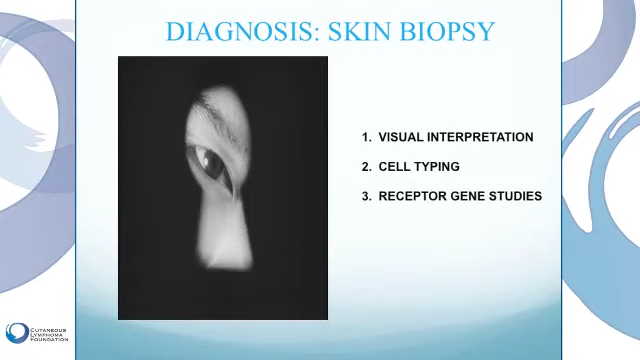 DIAGNOSIS: SKIN BIOPSY
1. VISUAL INTERPRETATION
2. CELL TYPING
3. RECEPTOR GENE STUDIES
CUTANEOUS
LYMPHOMA
FOUNDATION